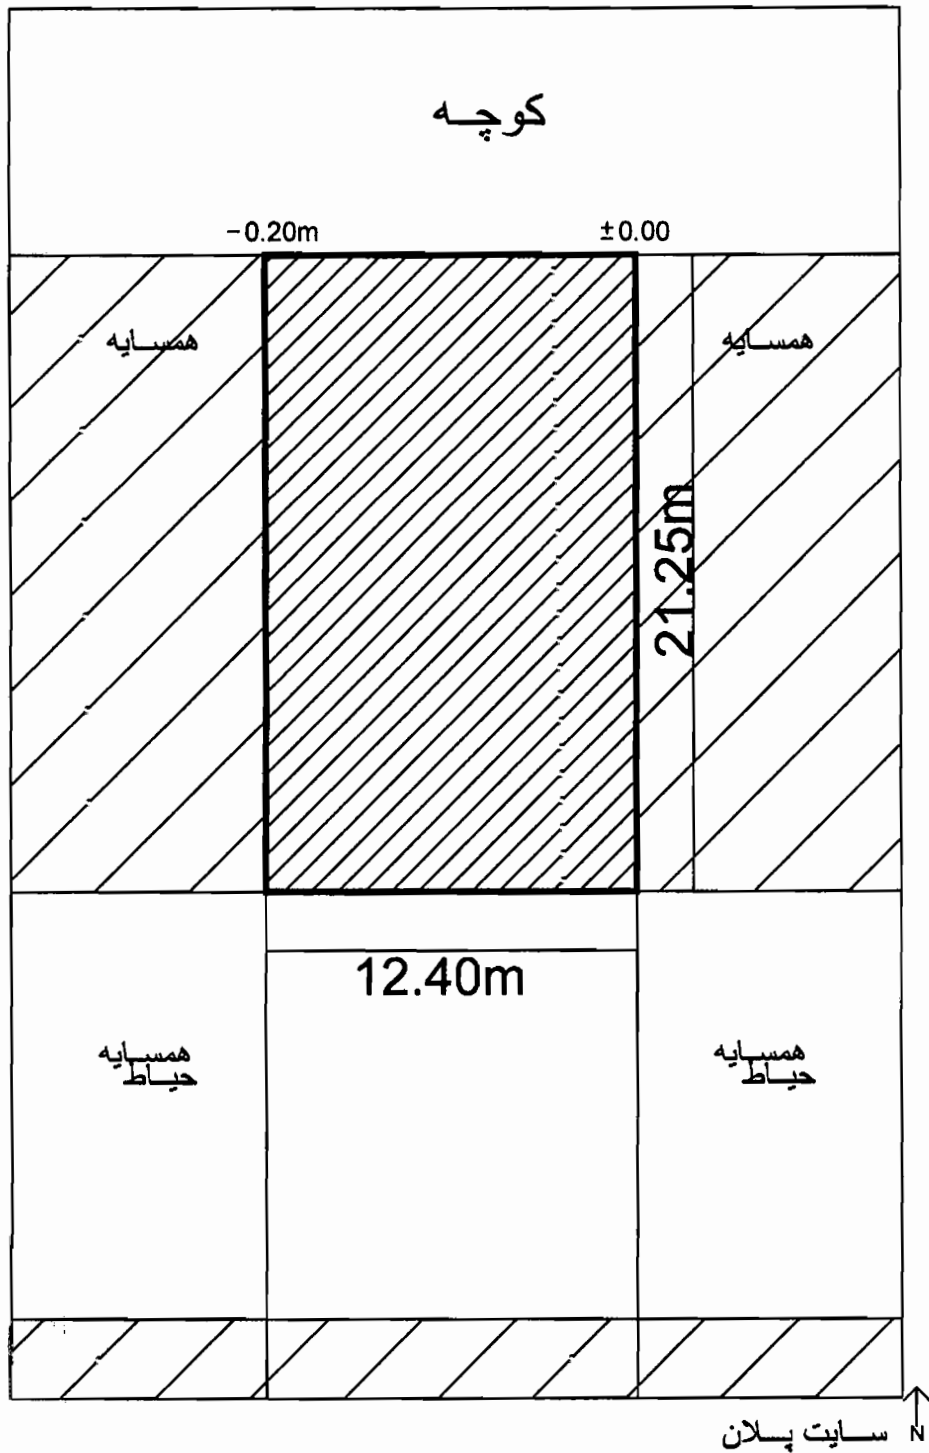 کوچه
−0.20m
±0.00
همسایه
همسایه
21.25m
12.40m
همسایه
حیاط
همسایه
حیاط
سایت پلان
N